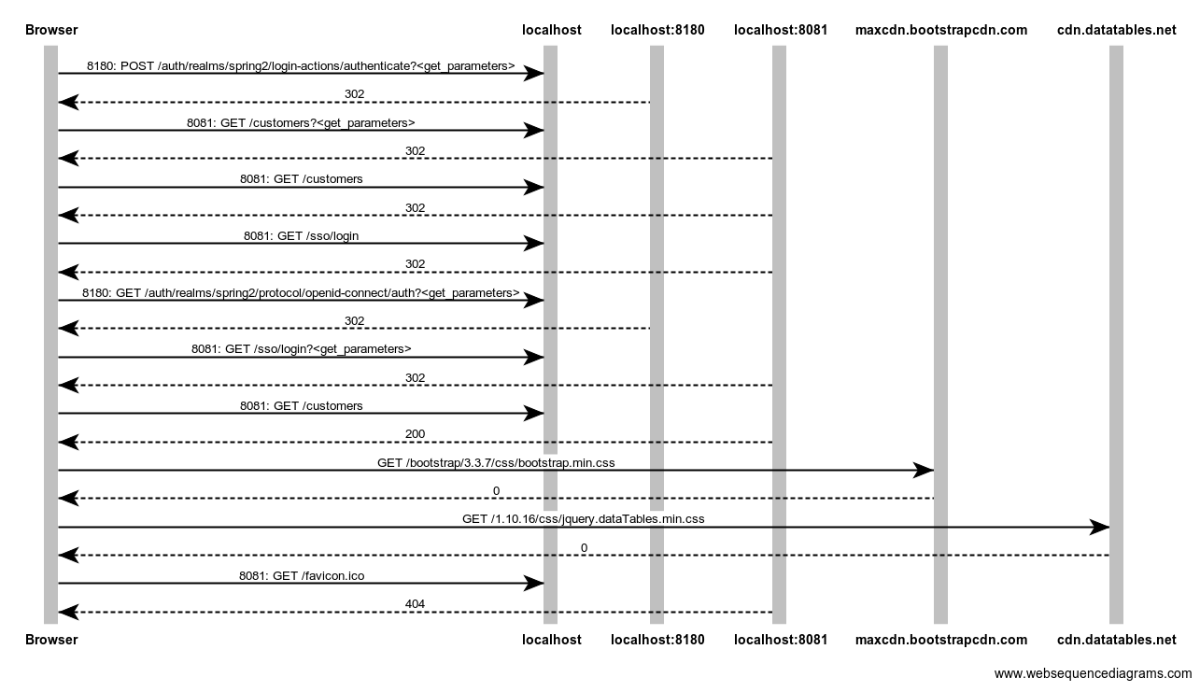 Browser localhost localhost:8180 localhost:8081 maxcdn.bootstrapcdn.com cdn.datatables.net
8180: POST /auth/realms/spring2/login-actions/authenticate?<get_parameters>
302
8081: GET /customers?<get_parameters>
302
8081: GET /customers
302
8081: GET /sso/login
302
8180: GET /auth/realms/spring2/protocol/openid-connect/auth?<get_parameters>
302
8081: GET /sso/login?<get_parameters>
302
8081: GET /customers
200
GET /bootstrap/3.3.7/css/bootstrap.min.css
0
GET /1.10.16/css/jquery.dataTables.min.css
0
8081: GET /favicon.ico
404
Browser localhost localhost:8180 localhost:8081 maxcdn.bootstrapcdn.com cdn.datatables.net
www.websequencediagrams.com